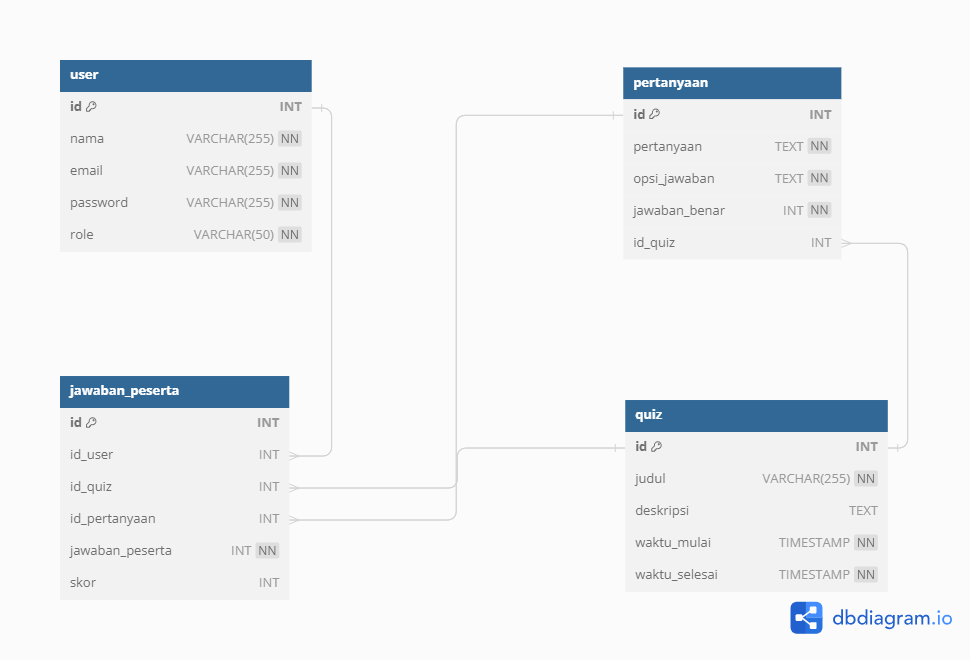 user
id INT
nama VARCHAR(255) NN
email VARCHAR(255) NN
password VARCHAR(255) NN
role VARCHAR(50) NN
pertanyaan
id INT
pertanyaan TEXT NN
opsi_jawaban TEXT NN
jawaban_benar INT NN
id_quiz INT
jawaban_peserta
id INT
id_user INT
id_quiz INT
id_pertanyaan INT
jawaban_peserta INT NN
skor INT
quiz
id INT
judul VARCHAR(255) NN
deskripsi TEXT
waktu_mulai TIMESTAMP NN
waktu_selesai TIMESTAMP NN
dbdiagram.io